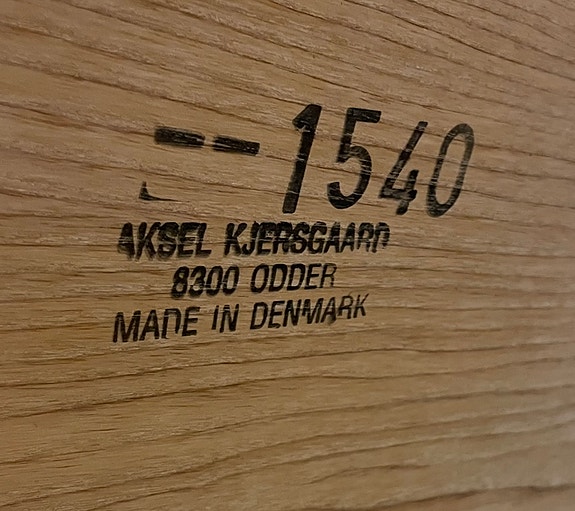 1540
AKSEL KJERSGAARD
8300 ODDER
MADE IN DENMARK